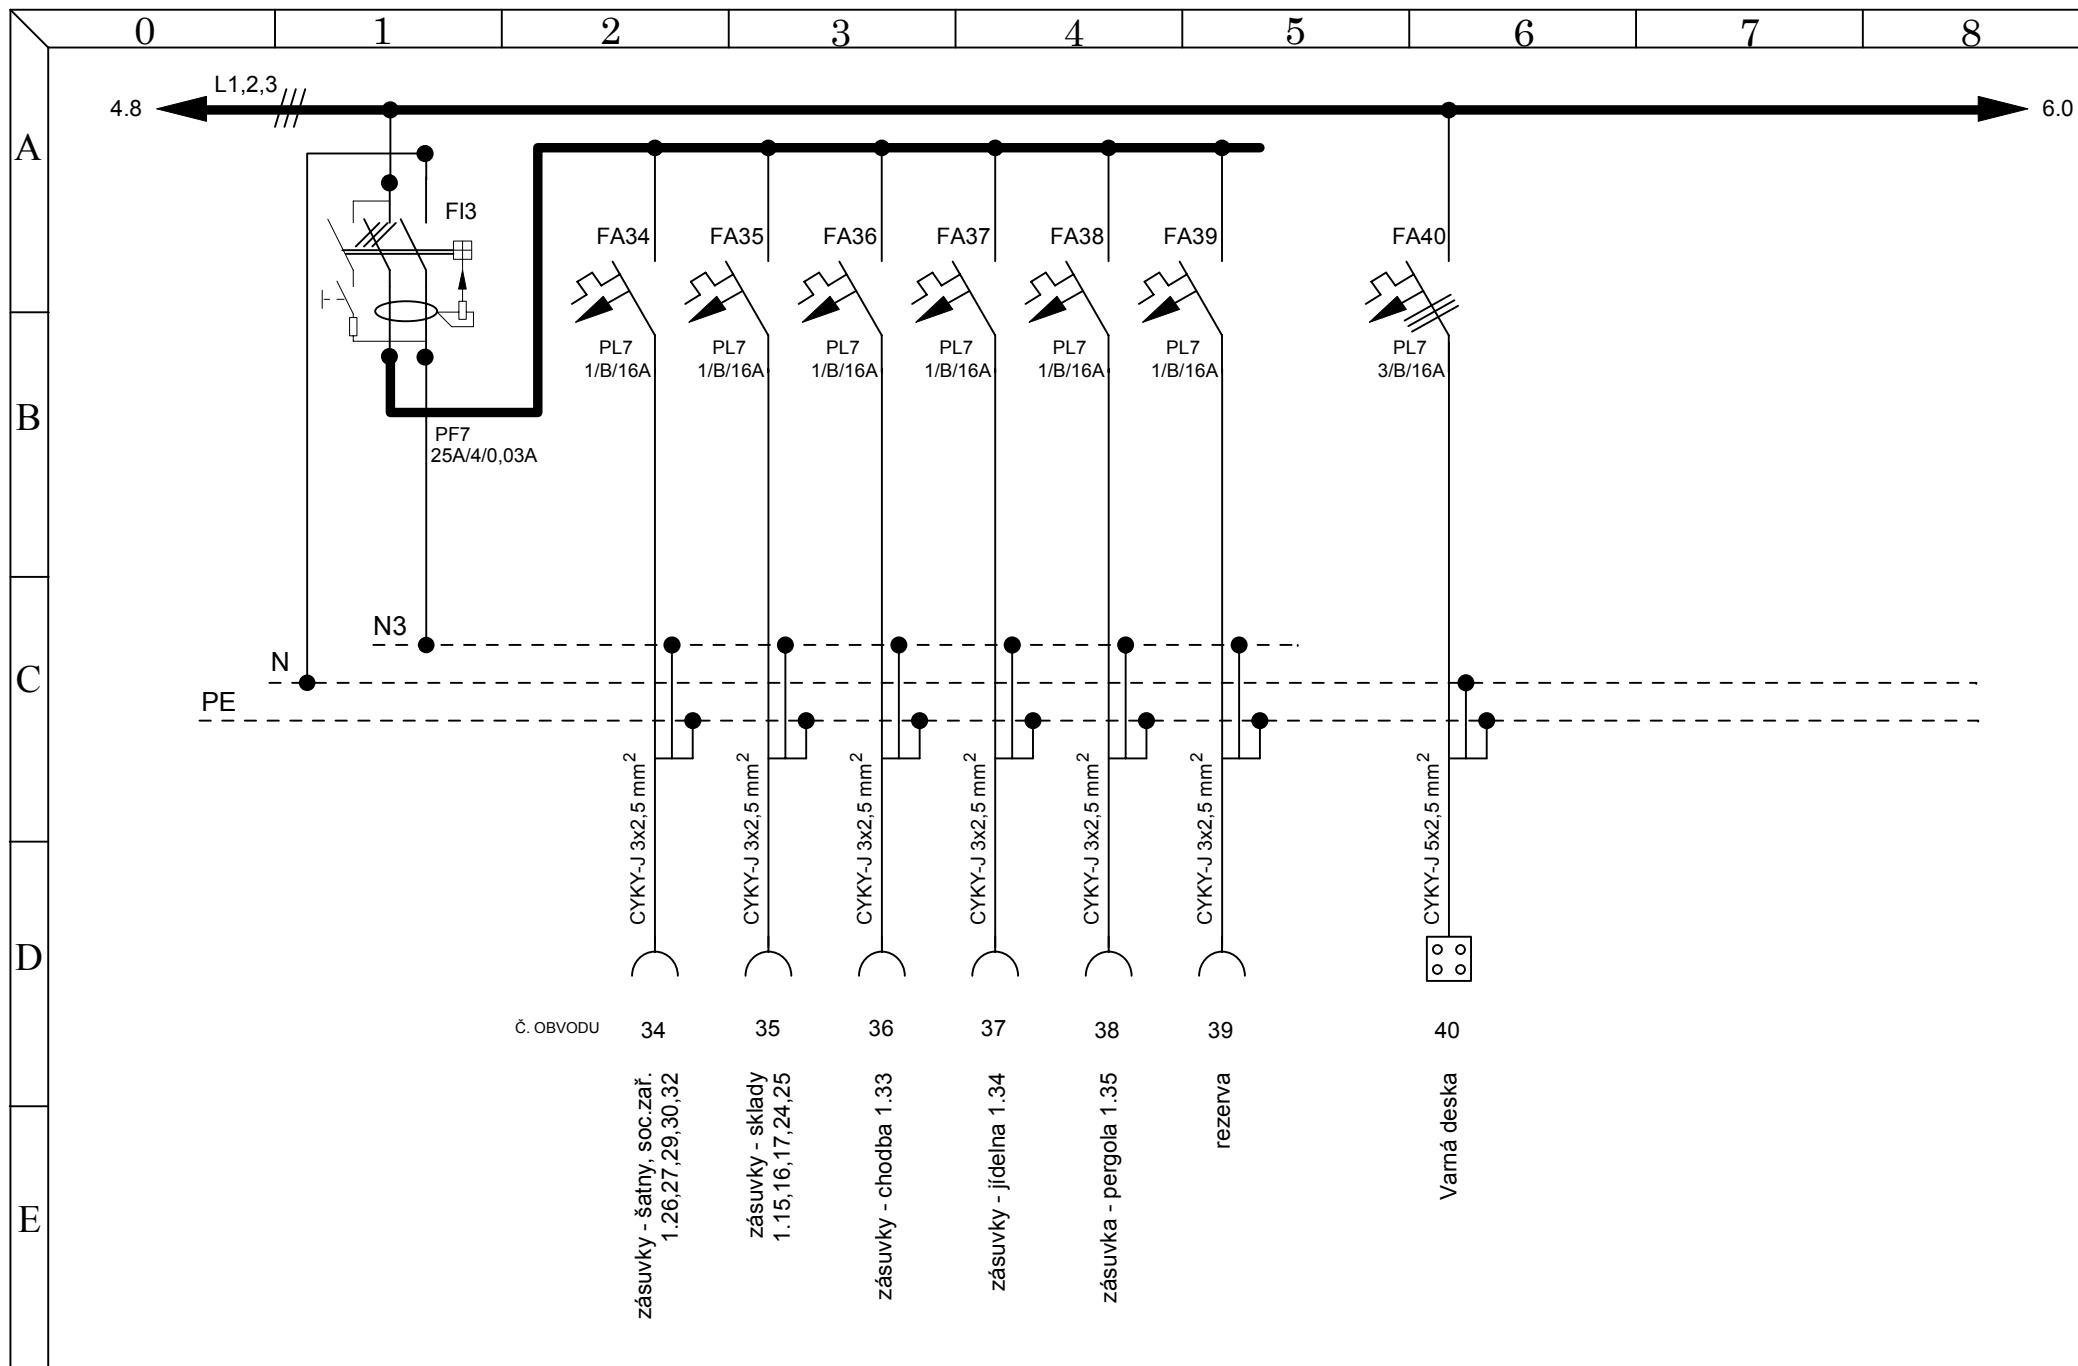 0 1 2 3 4 5 6 7 8
L1,2,3
4.8 6.0
A
FI3
FA34 FA35 FA36 FA37 FA38 FA39 FA40
PL7 PL7 PL7 PL7 PL7 PL7 PL7
1/B/16A 1/B/16A 1/B/16A 1/B/16A 1/B/16A 1/B/16A 3/B/16A
B
PF7
25A/4/0,03A
N3
N
C
PE
CYKY-J 3x2,5 mm²
CYKY-J 3x2,5 mm²
CYKY-J 3x2,5 mm²
CYKY-J 3x2,5 mm²
CYKY-J 3x2,5 mm²
CYKY-J 3x2,5 mm²
CYKY-J 5x2,5 mm²
D
Č. OBVODU 34 35 36 37 38 39 40
zásuvky - šatny, soc.zař.
1.26,27,29,30,32
zásuvky - sklady
1.15,16,17,24,25
zásuvky - chodba 1.33
zásuvky - jídelna 1.34
zásuvka - pergola 1.35
rezerva
Varná deska
E